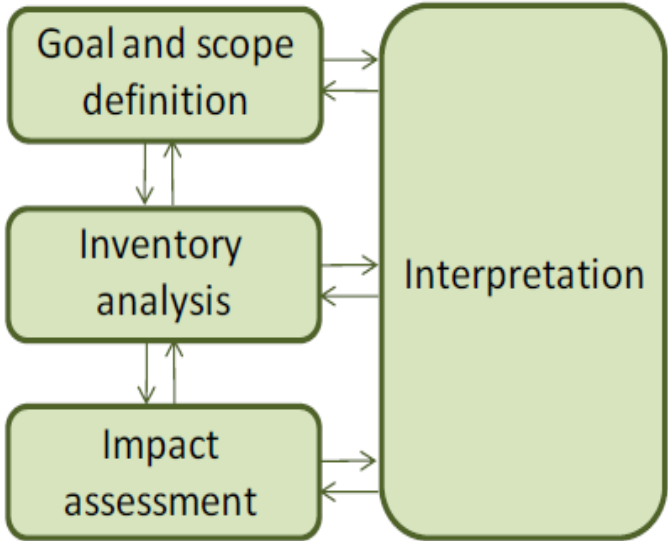 Goal and scope
definition
Inventory
analysis
Interpretation
Impact
assessment